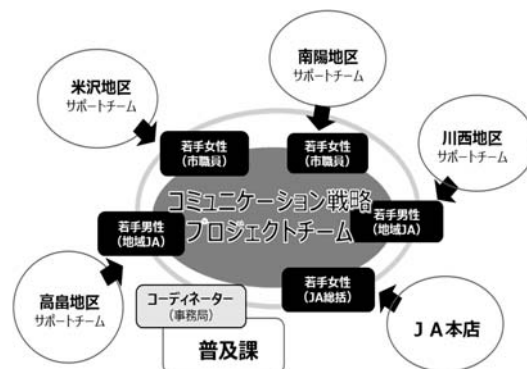 南陽地区
サポートチーム
米沢地区
サポートチーム
川西地区
サポートチーム
若手女性
(市職員)
若手女性
(市職員)
コミュニケーション戦略
プロジェクトチーム
若手男性
(地域JA)
若手男性
(地域JA)
高畠地区
サポートチーム
コーディネーター
(事務局)
普及課
若手女性
(JA総括)
JA本店